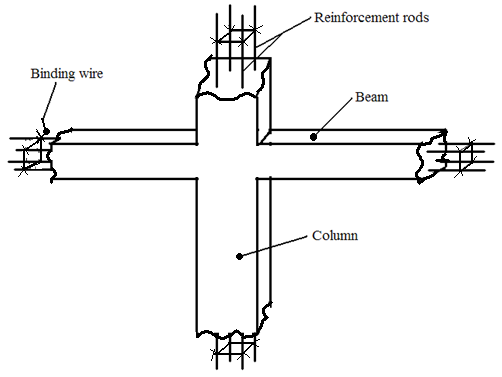 Reinforcement rods
Binding wire
Beam
Column